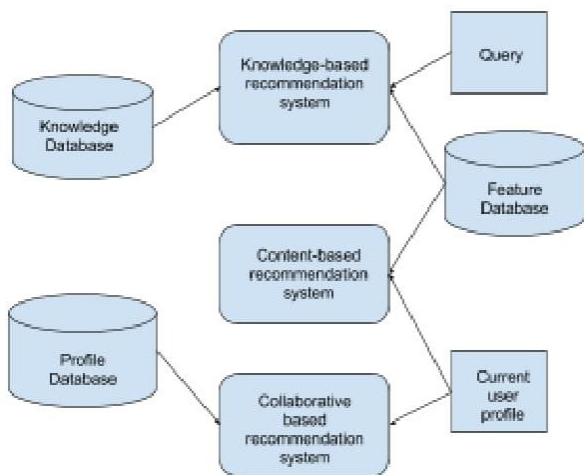 Knowledge-based
recommendation
system
Query
Knowledge
Database
Feature
Database
Content-based
recommendation
system
Profile
Database
Current
user
profile
Collaborative
based
recommendation
system